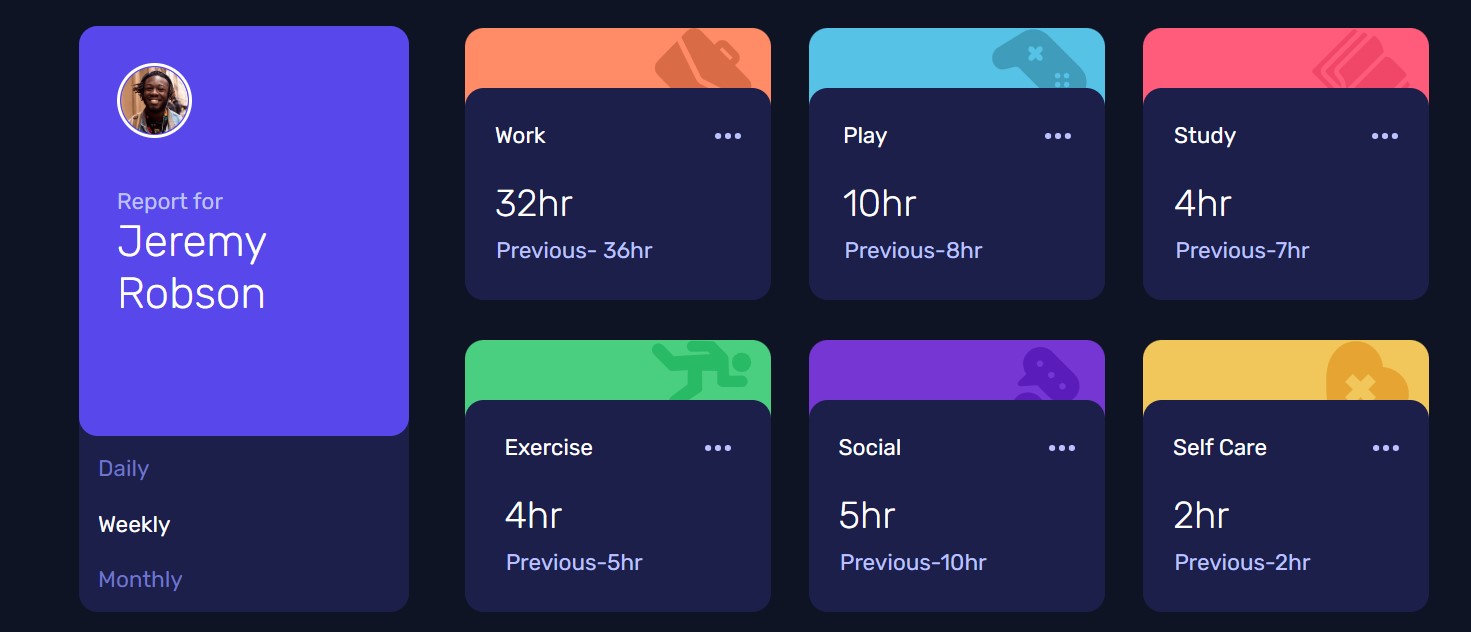 Report for
Jeremy
Robson
Daily
Weekly
Monthly
Work
32hr
Previous- 36hr
Play
10hr
Previous-8hr
Study
4hr
Previous-7hr
Exercise
4hr
Previous-5hr
Social
5hr
Previous-10hr
Self Care
2hr
Previous-2hr